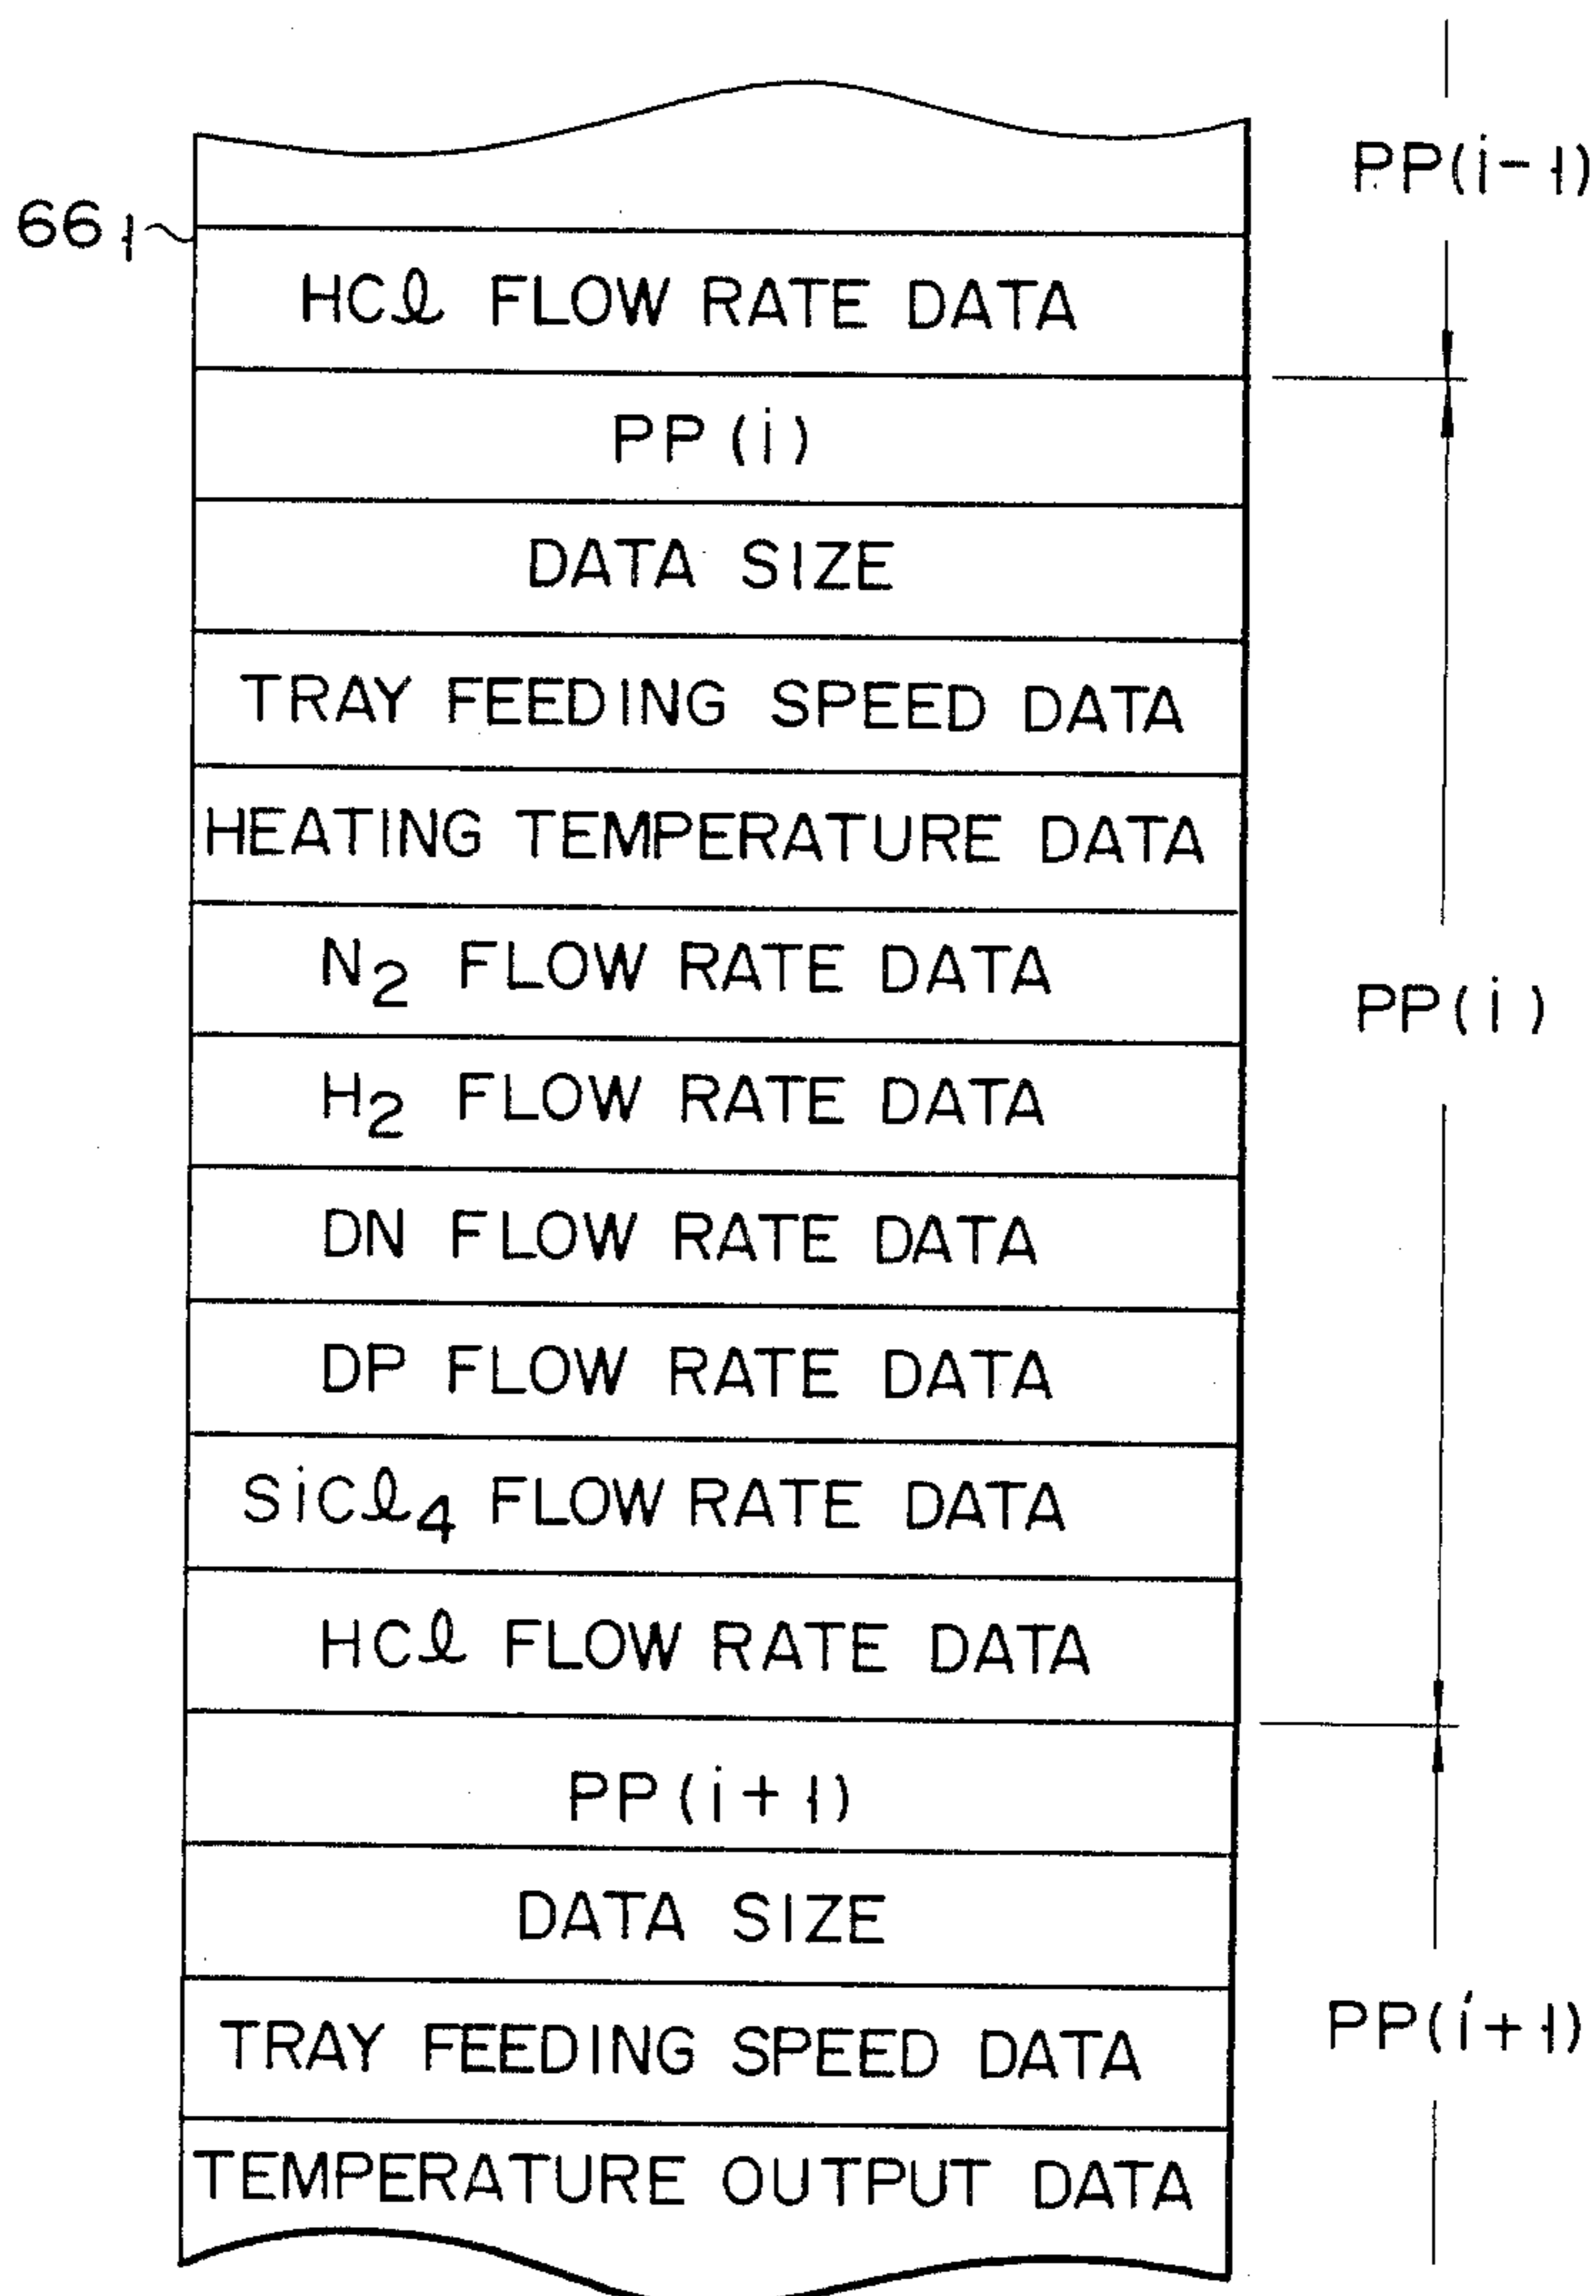 PP(i-1)
661
HCl FLOW RATE DATA
PP(i)
DATA SIZE
TRAY FEEDING SPEED DATA
HEATING TEMPERATURE DATA
N2 FLOW RATE DATA
PP(i)
H2 FLOW RATE DATA
DN FLOW RATE DATA
DP FLOW RATE DATA
SiCl4 FLOW RATE DATA
HCl FLOW RATE DATA
PP(i+1)
DATA SIZE
TRAY FEEDING SPEED DATA
PP(i+1)
TEMPERATURE OUTPUT DATA